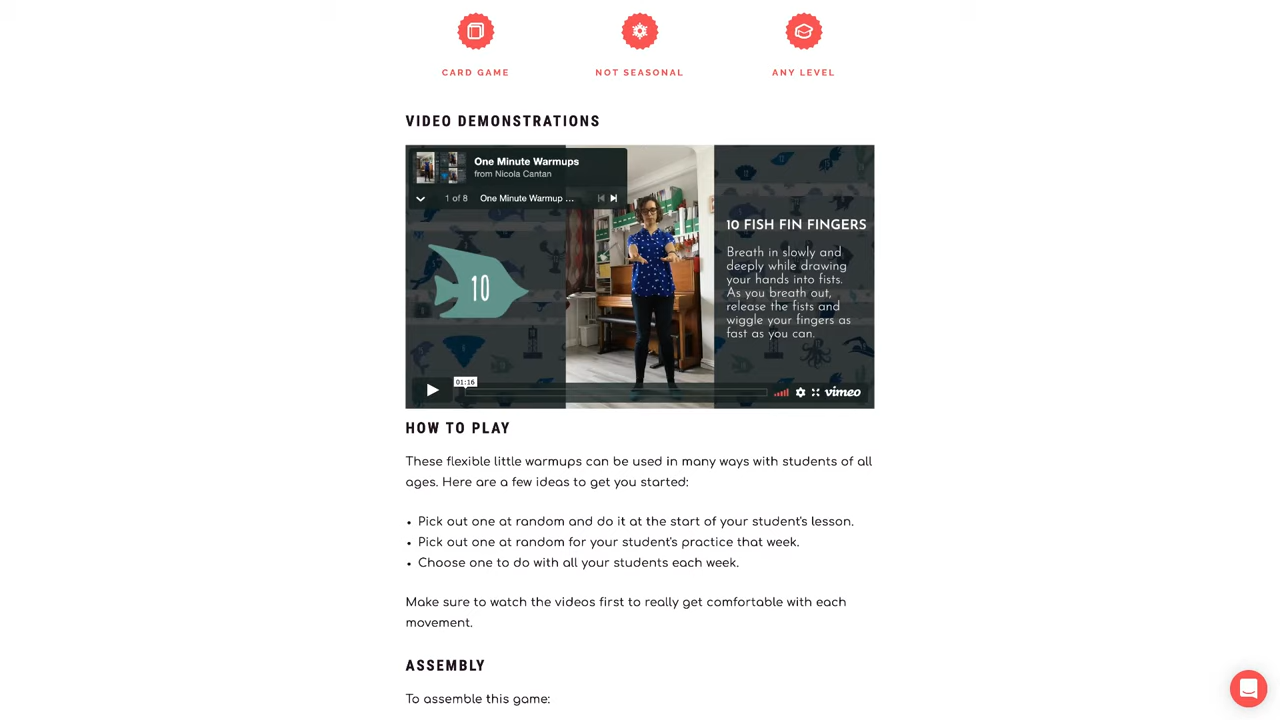 CARD GAME
NOT SEASONAL
ANY LEVEL
VIDEO DEMONSTRATIONS
One Minute Warmups
from Nicola Cantan
1 of 8 One Minute Warmup ...
10
10 FISH FIN FINGERS
Breath in slowly and
deeply while drawing
your hands into fists.
As you breath out,
release the fists and
wiggle your fingers as
fast as you can.
01:16
vimeo
HOW TO PLAY
These flexible little warmups can be used in many ways with students of all
ages. Here are a few ideas to get you started:
• Pick out one at random and do it at the start of your student's lesson.
• Pick out one at random for your student's practice that week.
• Choose one to do with all your students each week.
Make sure to watch the videos first to really get comfortable with each
movement.
ASSEMBLY
To assemble this game: